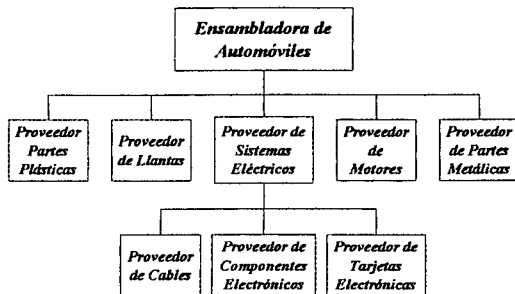 Ensambladora de
Automóviles
Proveedor
Partes
Plásticas
Proveedor
de Llantas
Proveedor de
Sistemas
Eléctricos
Proveedor
de
Motores
Proveedor
de Partes
Metálicas
Proveedor
de Cables
Proveedor de
Componentes
Electrónicos
Proveedor de
Tarjetas
Electrónicas